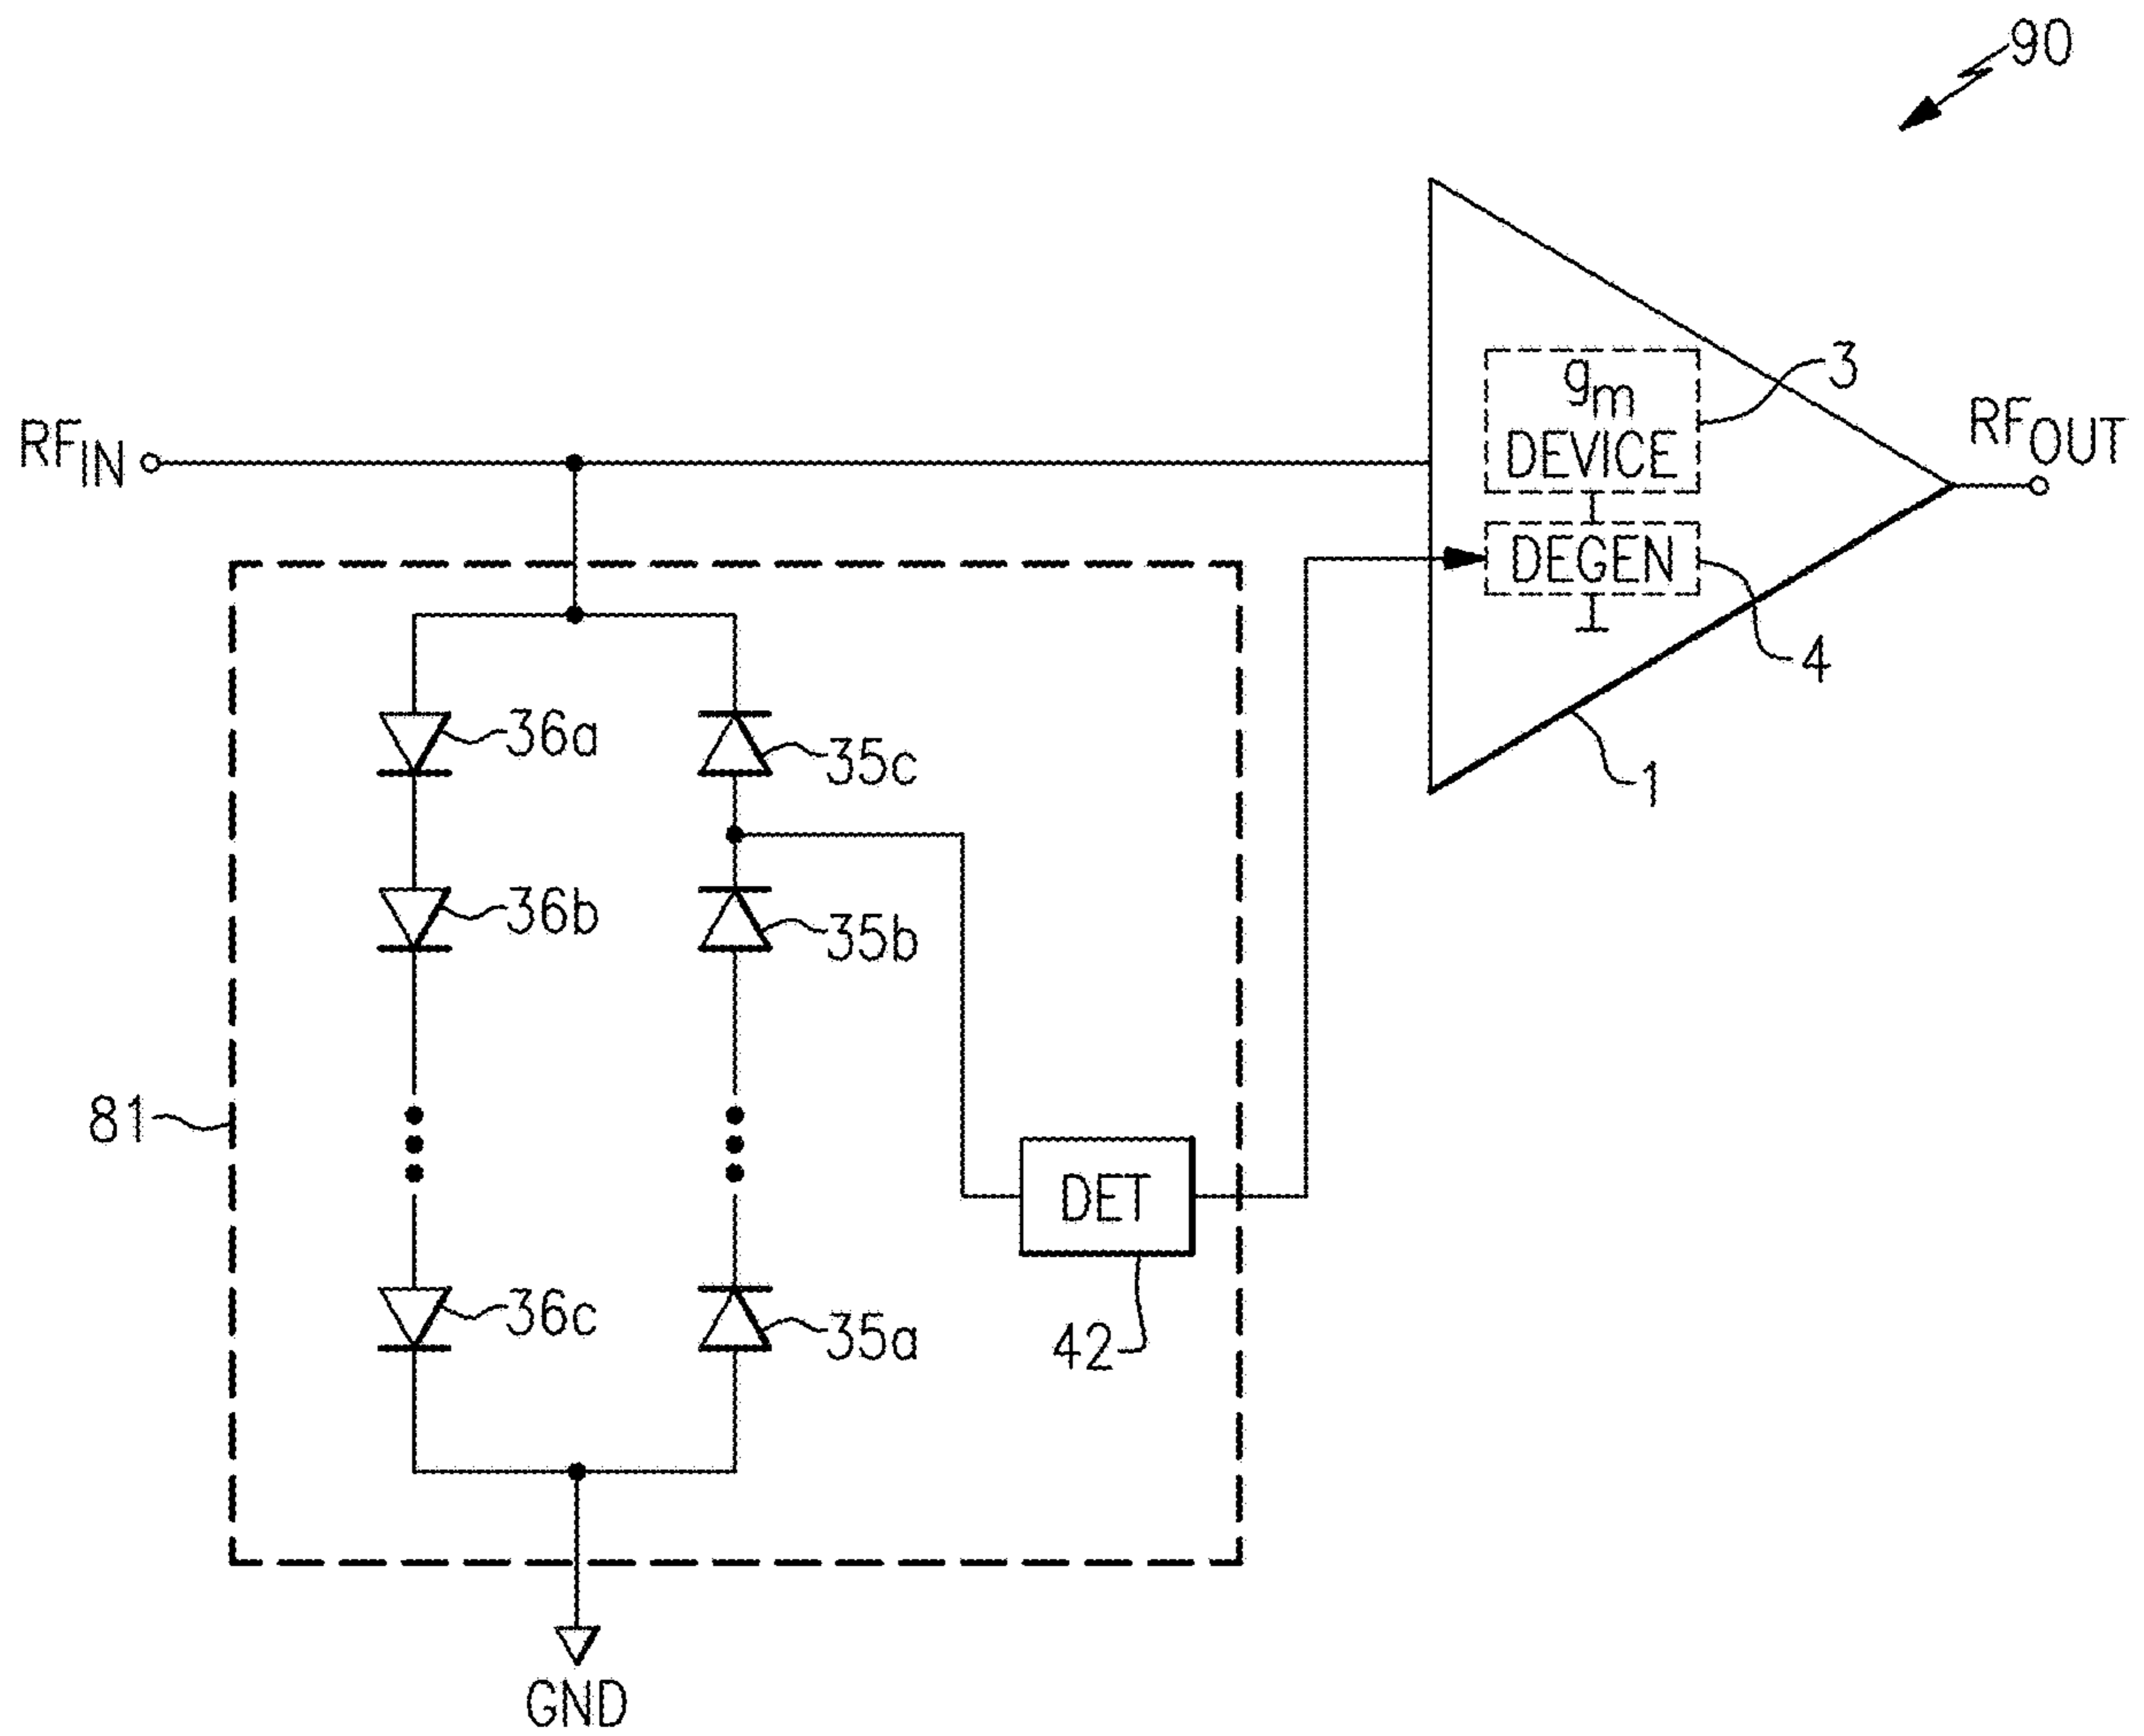 90
gm
DEVICE
3
RFIN
RFOUT
DEGEN
4
36a
35c
1
36b
35b
81
DET
36c
35a
42
GND